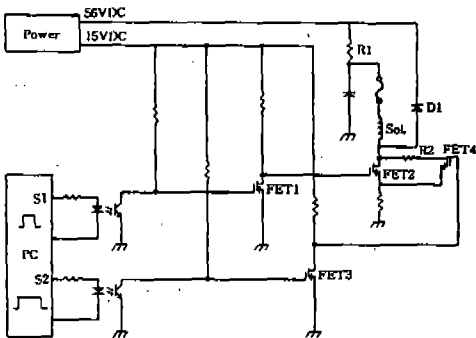 56VDC
Power
15VDC
R1
D1
Sol.
R2
FET4
S1
FET1
FET2
PC
S2
FET3